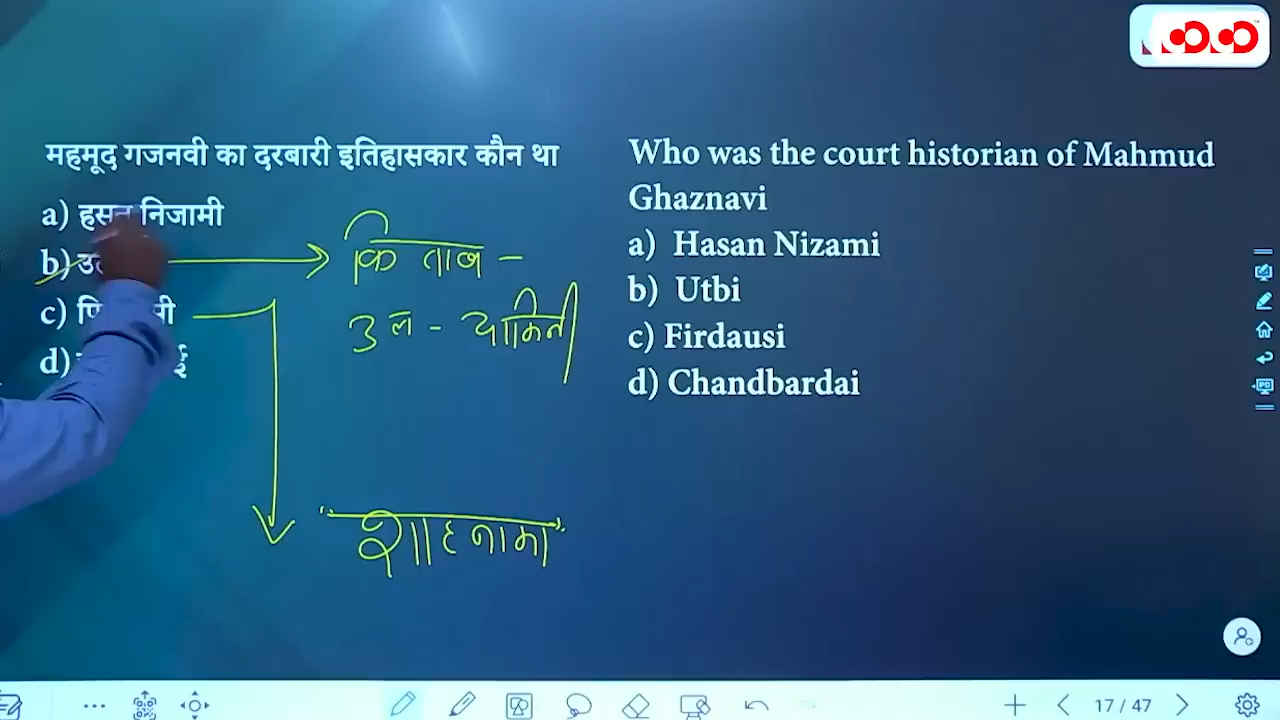 महमूद गजनवी का दरबारी इतिहासकार कौन था
a) हसन निजामी
b)
c)
d)
किताब -
उल - यामिनी
"शाहनामा"
Who was the court historian of Mahmud
Ghaznavi
a) Hasan Nizami
b) Utbi
c) Firdausi
d) Chandbardai
17 / 47